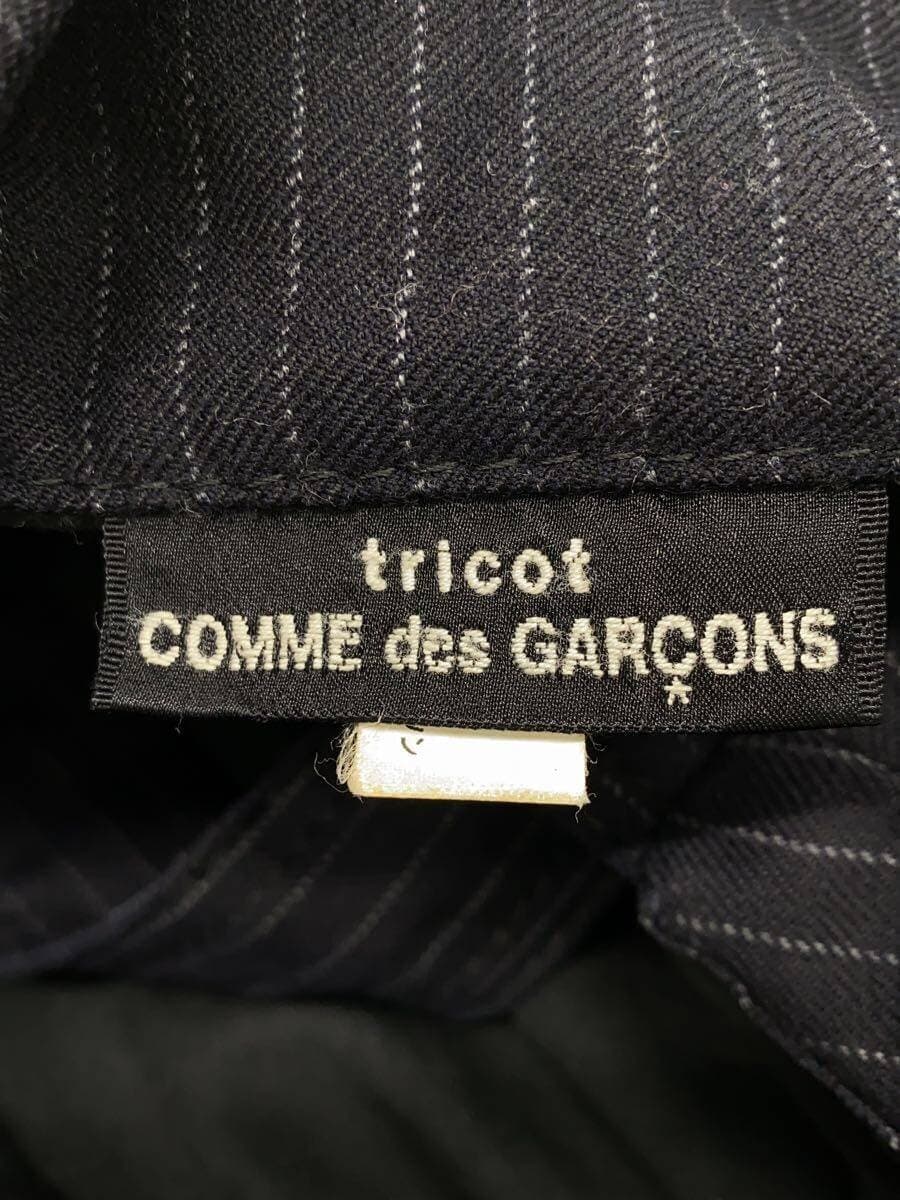 tricot
COMME des GARÇONS
*